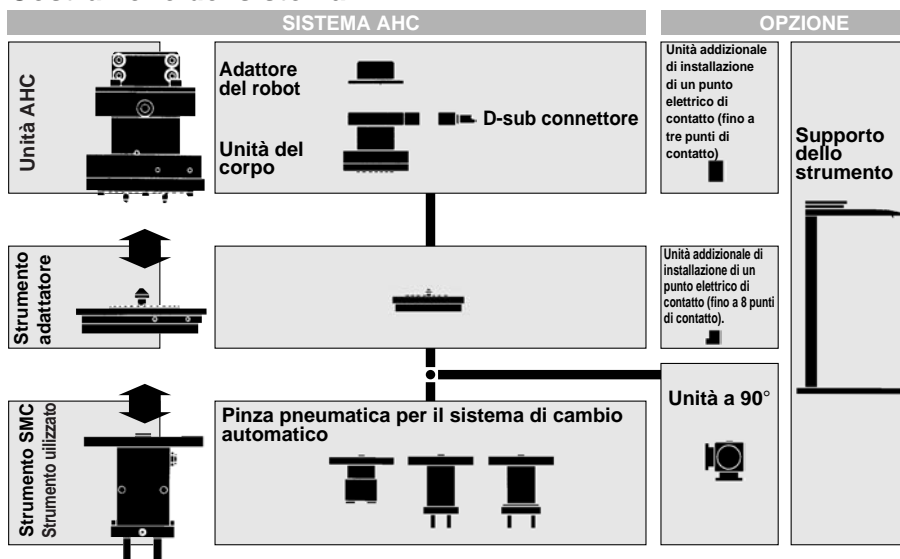 SISTEMA AHC
OPZIONE
Unità AHC
Adattore
del robot
D-sub connettore
Unità del
corpo
Unità addizionale
di installazione
di un punto
elettrico di
contatto (fino a
tre punti di
contatto)
Supporto
dello
strumento
Strumento
adattatore
Unità addizionale di
installazione di un
punto elettrico di
contatto (fino a 8 punti
di contatto).
Strumento SMC
Strumento uilizzato
Pinza pneumatica per il sistema di cambio
automatico
Unità a 90°